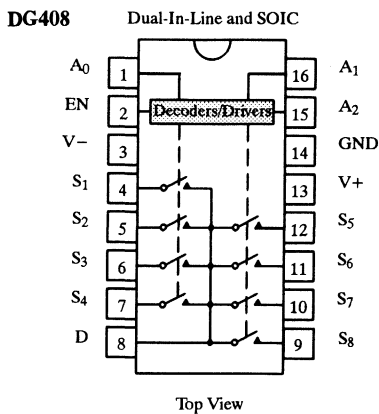 DG408 Dual-In-Line and SOIC
A₀ 1 16 A₁
EN 2 Decoders/Drivers 15 A₂
V− 3 14 GND
S₁ 4 13 V+
S₂ 5 12 S₅
S₃ 6 11 S₆
S₄ 7 10 S₇
D 8 9 S₈
Top View